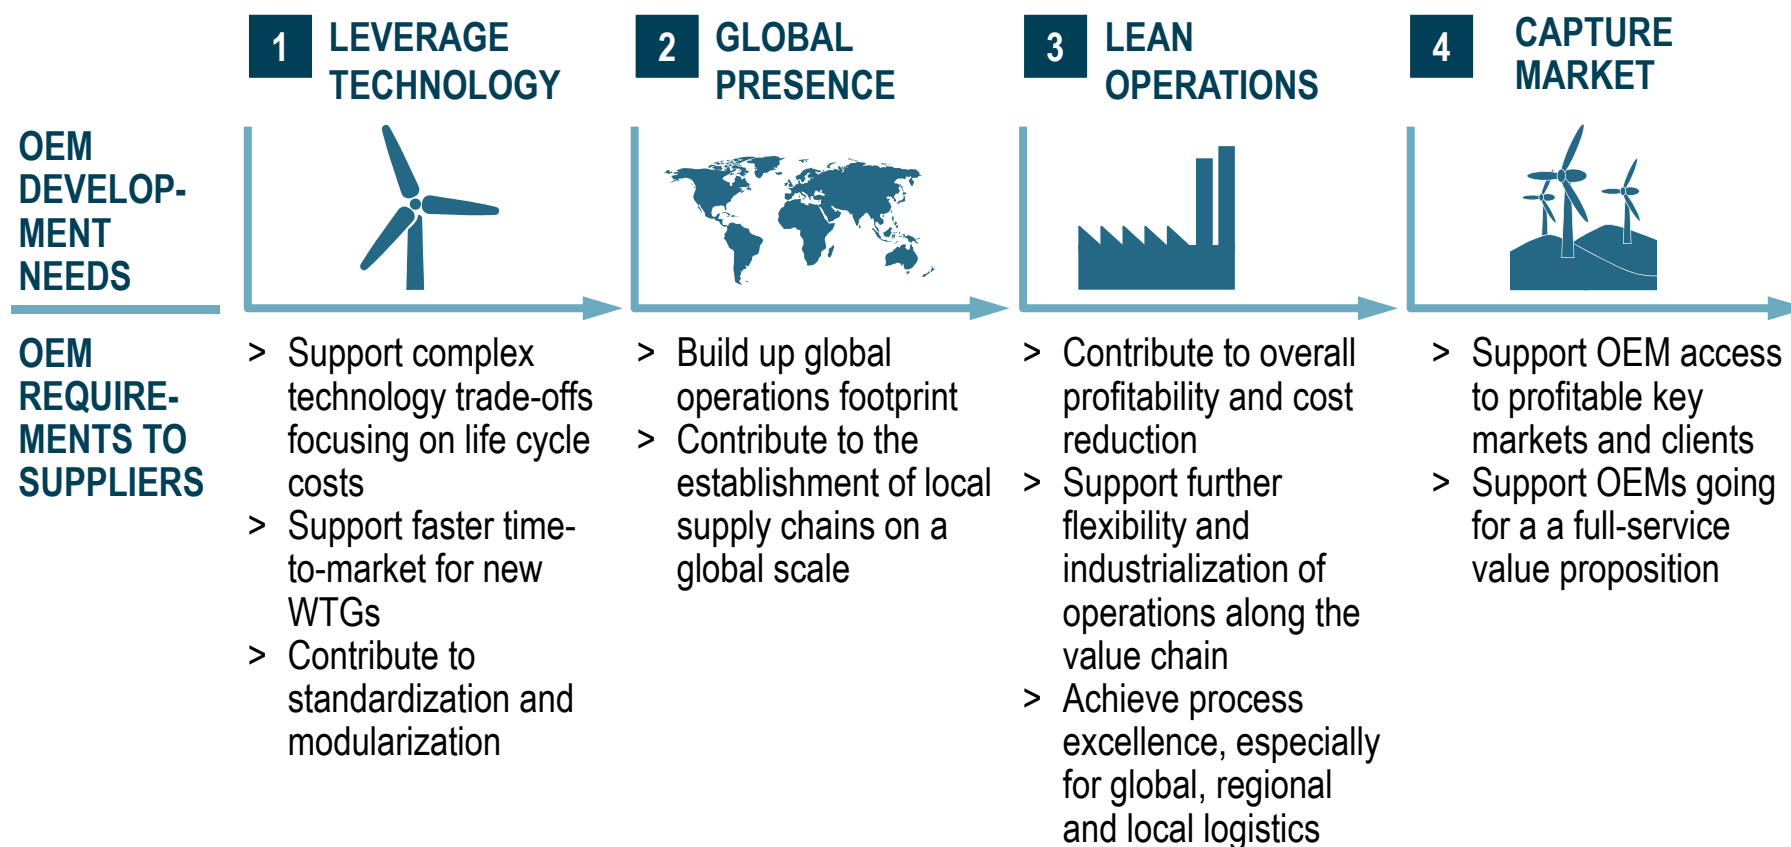 1 LEVERAGE
TECHNOLOGY
2 GLOBAL
PRESENCE
3 LEAN
OPERATIONS
4 CAPTURE
MARKET
OEM
DEVELOP-
MENT
NEEDS
OEM
REQUIRE-
MENTS TO
SUPPLIERS
> Support complex
technology trade-offs
focusing on life cycle
costs
> Support faster time-
to-market for new
WTGs
> Contribute to
standardization and
modularization
> Build up global
operations footprint
> Contribute to the
establishment of local
supply chains on a
global scale
> Contribute to overall
profitability and cost
reduction
> Support further
flexibility and
industrialization of
operations along the
value chain
> Achieve process
excellence, especially
for global, regional
and local logistics
> Support OEM access
to profitable key
markets and clients
> Support OEMs going
for a a full-service
value proposition